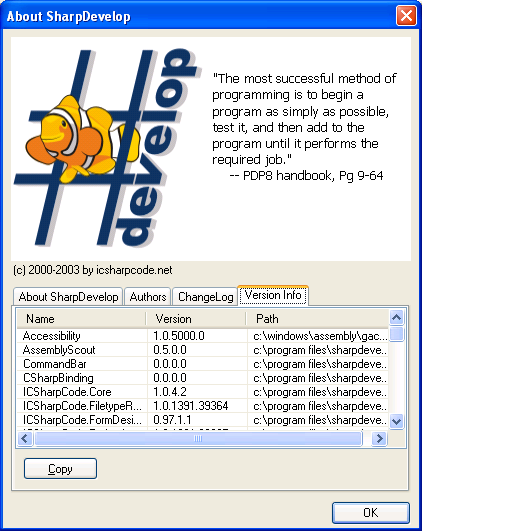 About SharpDevelop
develop
"The most successful method of
programming is to begin a
program as simply as possible,
test it, and then add to the
program until it performs the
required job."
-- PDP8 handbook, Pg 9-64
(c) 2000-2003 by icsharpcode.net
About SharpDevelop Authors ChangeLog Version Info
Name Version Path
Accessibility 1.0.5000.0 c:\windows\assembly\gac...
AssemblyScout 0.5.0.0 c:\program files\sharpdeve...
CommandBar 0.0.0.0 c:\program files\sharpdeve...
CSharpBinding 0.0.0.0 c:\program files\sharpdeve...
ICSharpCode.Core 1.0.4.2 c:\program files\sharpdeve...
ICSharpCode.FiletypeR... 1.0.1391.39364 c:\program files\sharpdeve...
ICSharpCode.FormDesi... 0.97.1.1 c:\program files\sharpdeve...
Copy
OK